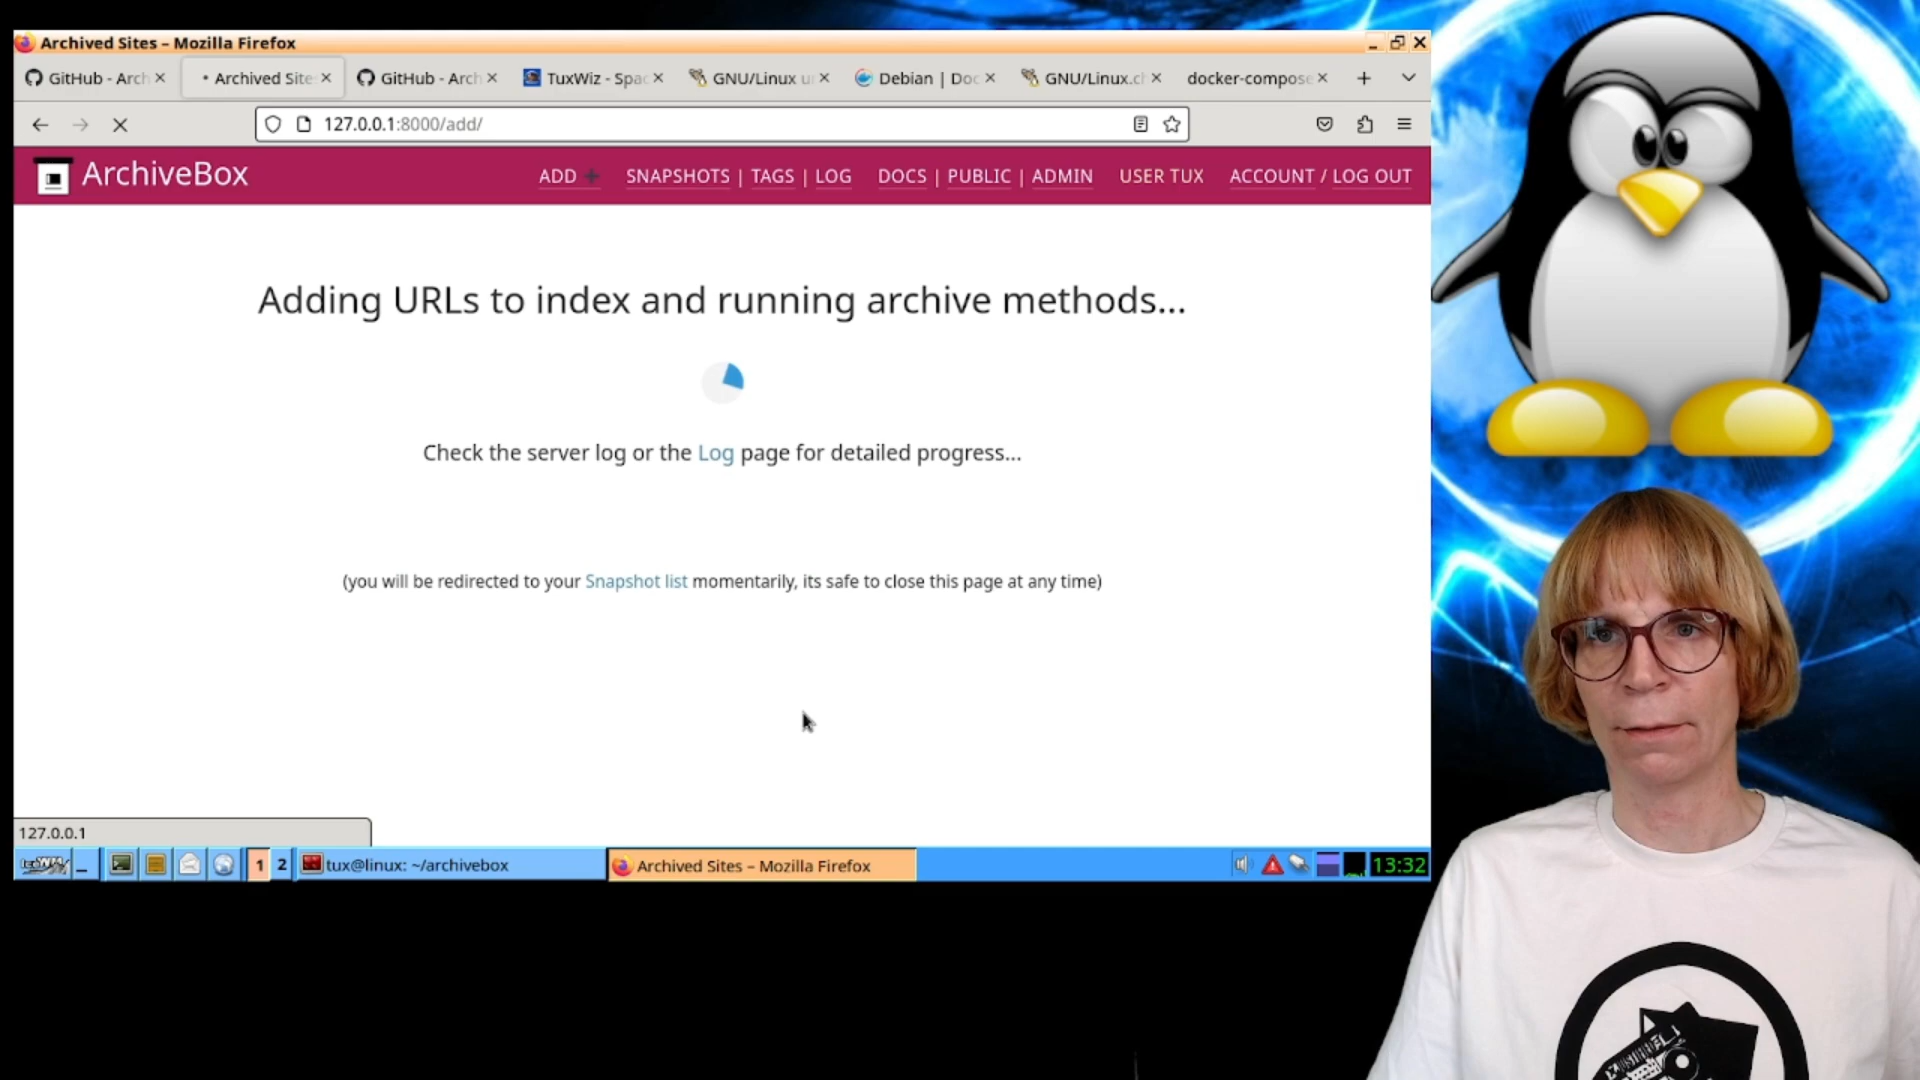 Archived Sites – Mozilla Firefox
GitHub - Arch
Archived Site
GitHub - Arch
TuxWiz - Spac
GNU/Linux u
Debian | Doc
GNU/Linux.c
docker-compose
127.0.0.1:8000/add/
ArchiveBox
ADD + SNAPSHOTS | TAGS | LOG DOCS | PUBLIC | ADMIN USER TUX ACCOUNT / LOG OUT
Adding URLs to index and running archive methods...
Check the server log or the Log page for detailed progress...
(you will be redirected to your Snapshot list momentarily, its safe to close this page at any time)
127.0.0.1
1 2 tux@linux: ~/archivebox Archived Sites – Mozilla Firefox 13:32